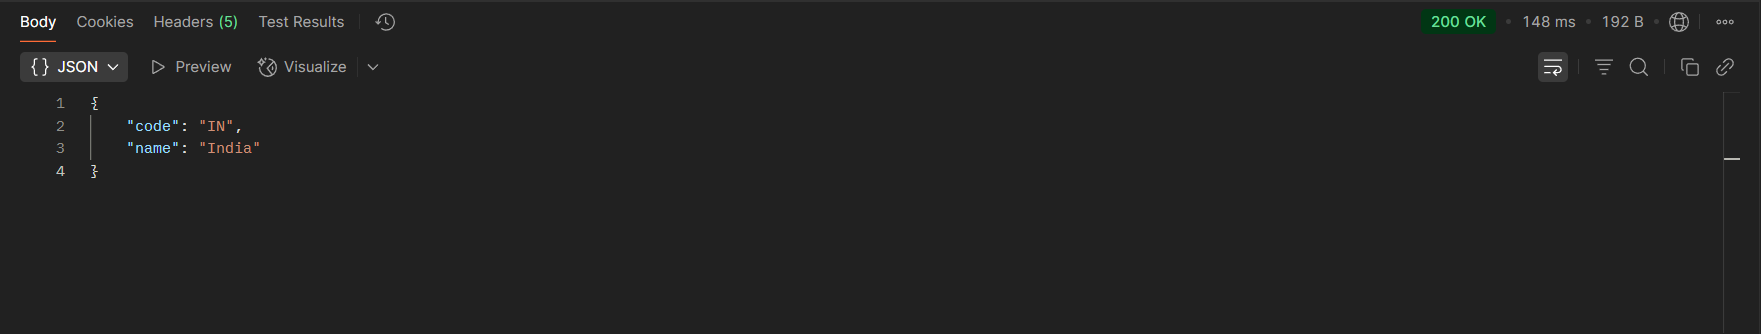 Body Cookies Headers (5) Test Results 200 OK • 148 ms • 192 B •
{} JSON Preview Visualize
1 {
2 "code": "IN",
3 "name": "India"
4 }